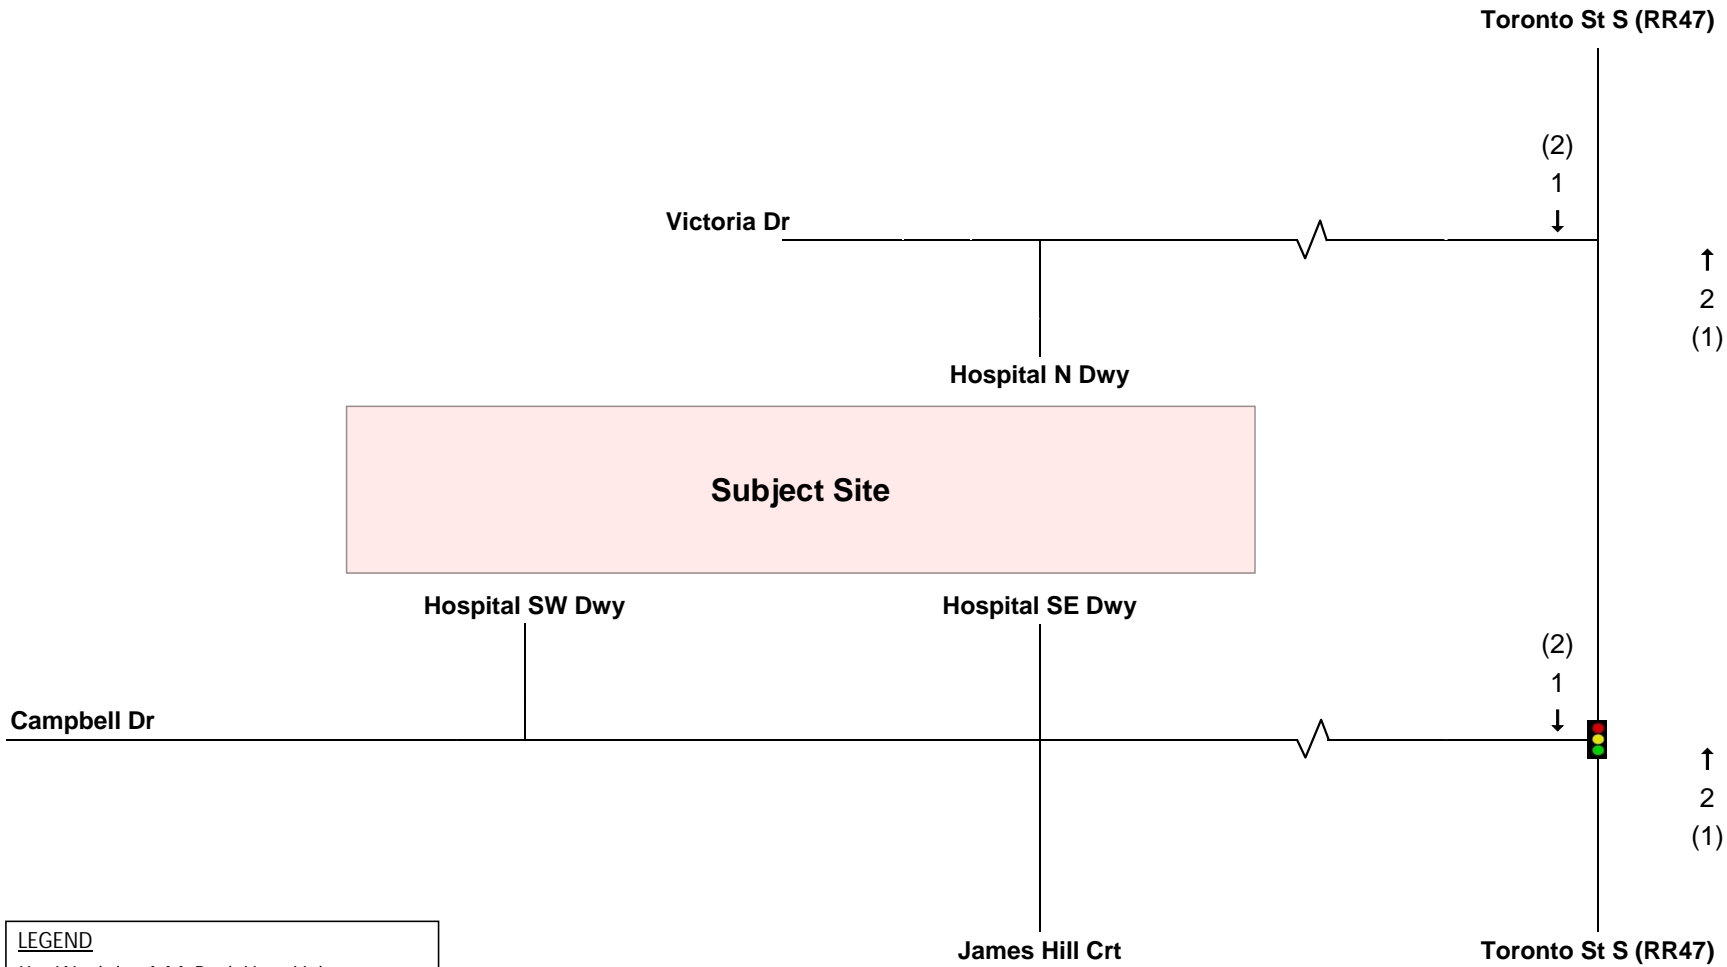 Toronto St S (RR47)
(2)
1
↓
Victoria Dr
↑
2
(1)
Hospital N Dwy
Subject Site
Hospital SW Dwy
Hospital SE Dwy
(2)
1
↓
Campbell Dr
↑
2
(1)
LEGEND
James Hill Crt
Toronto St S (RR47)